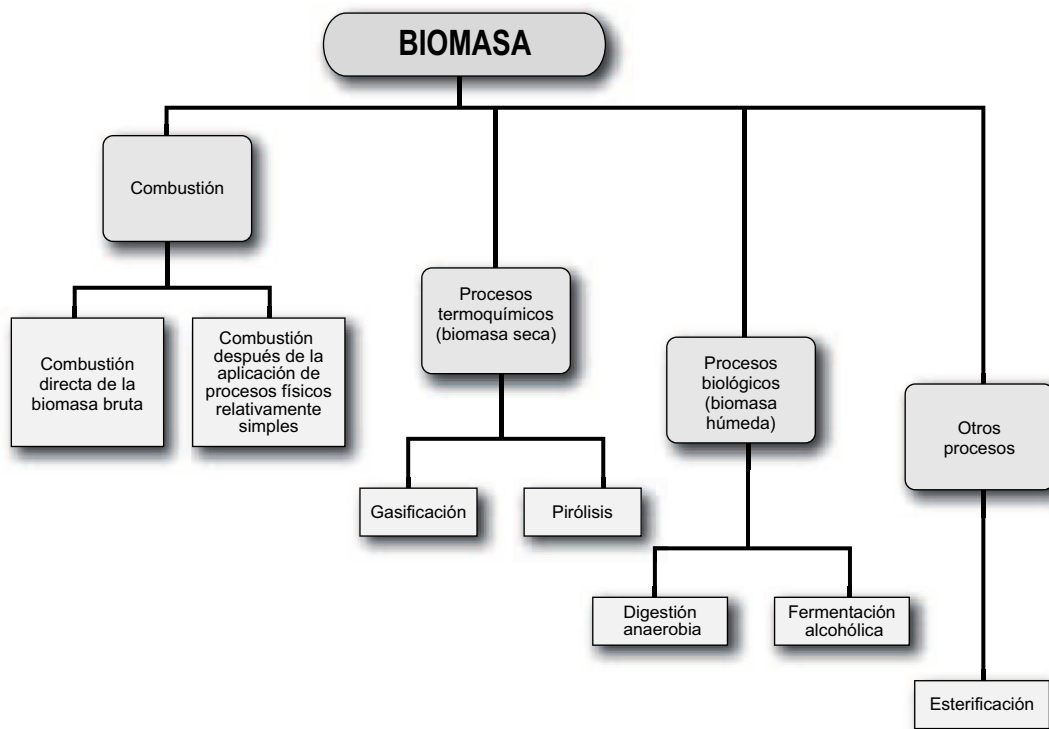 BIOMASA
Combustión
Combustión
directa de la
biomasa bruta
Combustión
después de la
aplicación de
procesos físicos
relativamente
simples
Procesos
termoquímicos
(biomasa seca)
Gasificación
Pirólisis
Procesos
biológicos
(biomasa
húmeda)
Digestión
anaerobia
Fermentación
alcohólica
Otros
procesos
Esterificación